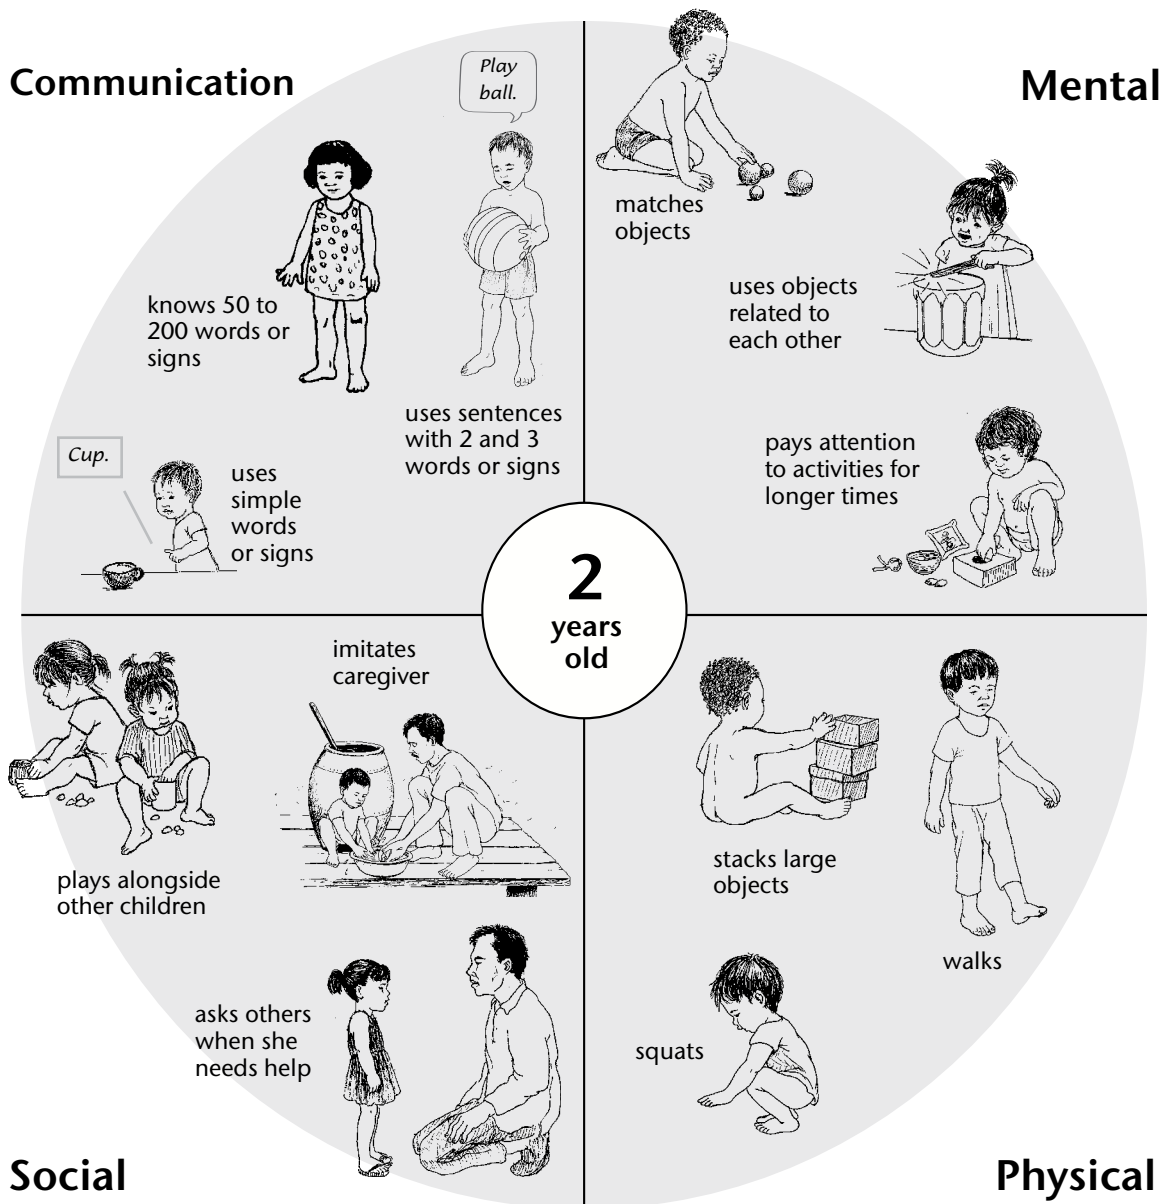 Communication
Play
ball.
knows 50 to
200 words or
signs
uses sentences
with 2 and 3
words or signs
Cup.
uses
simple
words
or signs
Mental
matches
objects
uses objects
related to
each other
pays attention
to activities for
longer times
2
years
old
imitates
caregiver
plays alongside
other children
asks others
when she
needs help
Social
stacks large
objects
walks
squats
Physical